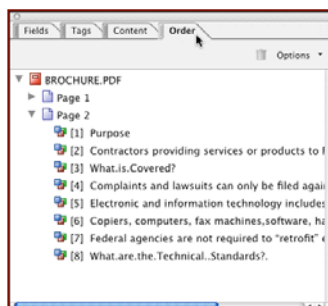 Fields Tags Content Order
Options
BROCHURE.PDF
Page 1
Page 2
[1] Purpose
[2] Contractors providing services or products to
[3] What.is.Covered?
[4] Complaints and lawsuits can only be filed
[5] Electronic and information technology includes
[6] Copiers, computers, fax machines,software,
[7] Federal agencies are not required to "retrofit"
[8] What.are.the.Technical..Standards?.